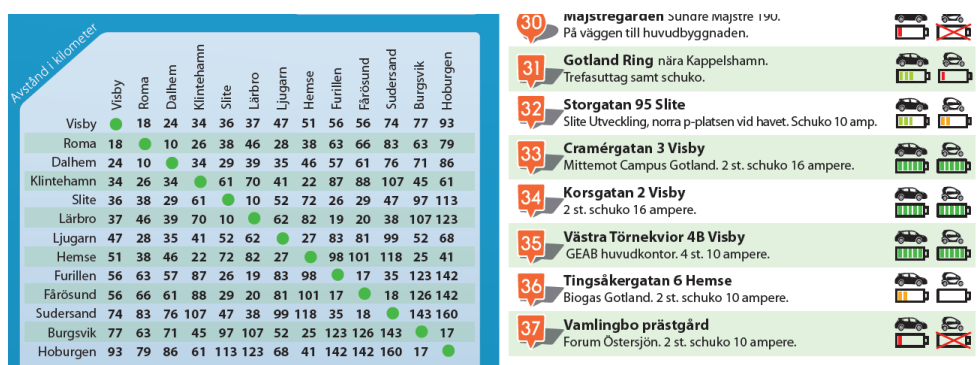 Avstånd i kilometer
Visby Roma Dalhem Klintehamn Slite Lärbro Ljugarn Hemse Furillen Fårösund Sudersand Burgsvik Hoburgen
Visby 18 24 34 36 37 47 51 56 56 74 77 93
Roma 18 10 26 38 46 28 38 63 66 83 63 79
Dalhem 24 10 34 29 39 35 46 57 61 76 71 86
Klintehamn 34 26 34 61 70 41 22 87 88 107 45 61
Slite 36 38 29 61 10 52 72 26 29 47 97 113
Lärbro 37 46 39 70 10 62 82 19 20 38 107 123
Ljugarn 47 28 35 41 52 62 27 83 81 99 52 68
Hemse 51 38 46 22 72 82 27 98 101 118 25 41
Furillen 56 63 57 87 26 19 83 98 17 35 123 142
Fårösund 56 66 61 88 29 20 81 101 17 18 126 142
Sudersand 74 83 76 107 47 38 99 118 35 18 143 160
Burgsvik 77 63 71 45 97 107 52 25 123 126 143 17
Hoburgen 93 79 86 61 113 123 68 41 142 142 160 17
30 Majstregården Sundre Majstre 190.
På väggen till huvudbyggnaden.
31 Gotland Ring nära Kappelshamn.
Trefasuttag samt schuko.
32 Storgatan 95 Slite
Slite Utveckling, norra p-platsen vid havet. Schuko 10 amp.
33 Cramérgatan 3 Visby
Mittemot Campus Gotland. 2 st. schuko 16 ampere.
34 Korsgatan 2 Visby
2 st. schuko 16 ampere.
35 Västra Törnekvior 4B Visby
GEAB huvudkontor. 4 st. 10 ampere.
36 Tingsåkergatan 6 Hemse
Biogas Gotland. 2 st. schuko 10 ampere.
37 Vamlingbo prästgård
Forum Östersjön. 2 st. schuko 10 ampere.